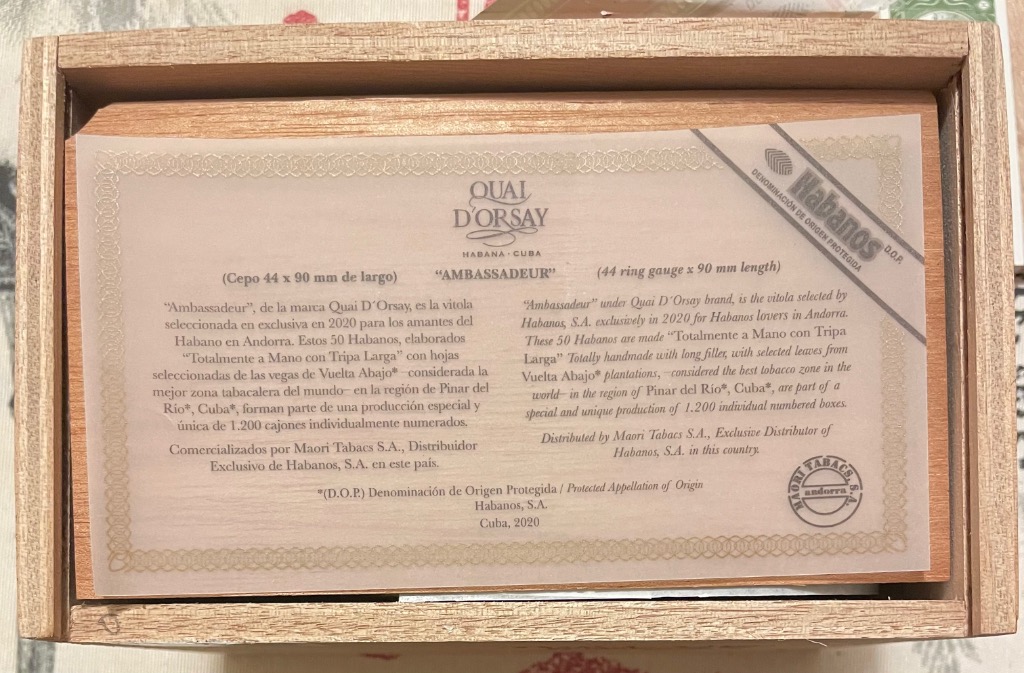 QUAI
D'ORSAY
HABANA · CUBA
Habanos D.O.P.
DENOMINACIÓN DE ORIGEN PROTEGIDA
(Cepo 44 x 90 mm de largo)
"AMBASSADEUR"
(44 ring gauge x 90 mm length)
"Ambassadeur", de la marca Quai D´Orsay, es la vitola
seleccionada en exclusiva en 2020 para los amantes del
Habano en Andorra. Estos 50 Habanos, elaborados
"Totalmente a Mano con Tripa Larga" con hojas
seleccionadas de las vegas de Vuelta Abajo* –considerada la
mejor zona tabacalera del mundo– en la región de Pinar del
Río*, Cuba*, forman parte de una producción especial y
única de 1.200 cajones individualmente numerados.
Comercializados por Maori Tabacs S.A., Distribuidor
Exclusivo de Habanos, S.A. en este país.
"Ambassadeur" under Quai D´Orsay brand, is the vitola selected by
Habanos, S.A. exclusively in 2020 for Habanos lovers in Andorra.
These 50 Habanos are made "Totalmente a Mano con Tripa
Larga" Totally handmade with long filler, with selected leaves from
Vuelta Abajo* plantations, –considered the best tobacco zone in the
world– in the region of Pinar del Río*, Cuba*, are part of a
special and unique production of 1.200 individual numbered boxes.
Distributed by Maori Tabacs S.A., Exclusive Distributor of
Habanos, S.A. in this country.
*(D.O.P.) Denominación de Origen Protegida / Protected Appellation of Origin
Habanos, S.A.
Cuba, 2020
MAORI TABACS, S.A.
andorra